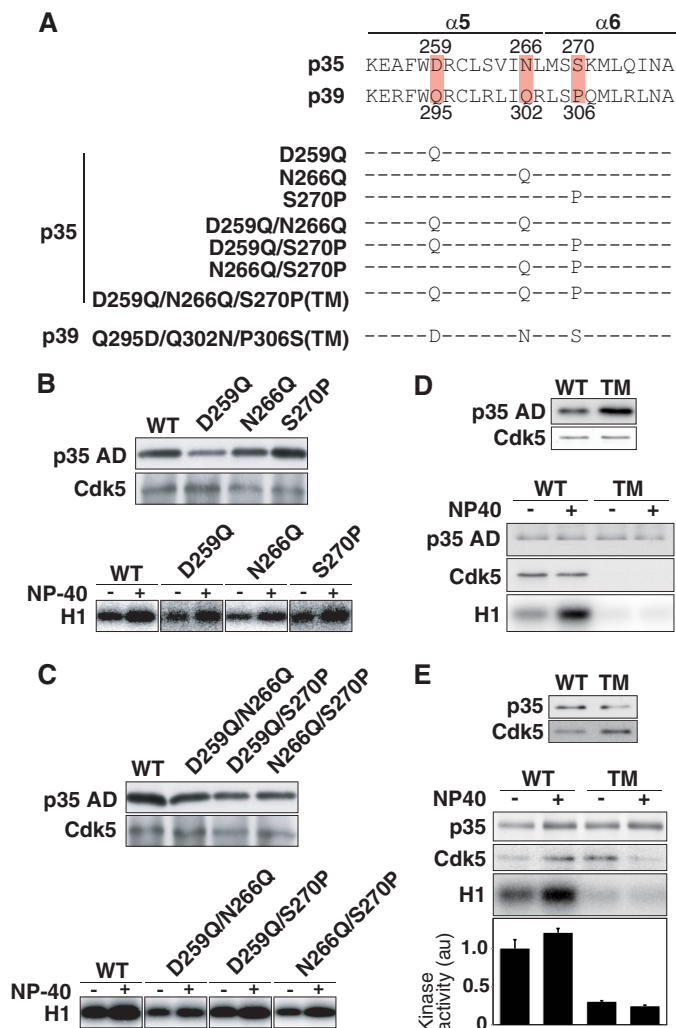 A
α5 α6
259 266 270
p35 KEAFWDRCLSVINLMSSKMLQINA
p39 KERFWQRCLRLIQRLSPQMLRLNA
295 302 306
p35
D259Q -----Q------------------
N266Q ------------Q-----------
S270P ----------------P-------
D259Q/N266Q -----Q------Q-----------
D259Q/S270P -----Q----------P-------
N266Q/S270P ------------Q---P-------
D259Q/N266Q/S270P(TM) -----Q------Q---P-------
p39 Q295D/Q302N/P306S(TM) -----D------N---S-------
B
WT D259Q N266Q S270P
p35 AD
Cdk5
WT D259Q N266Q S270P
NP-40 - + - + - + - +
H1
C
WT D259Q/N266Q D259Q/S270P N266Q/S270P
p35 AD
Cdk5
WT D259Q/N266Q D259Q/S270P N266Q/S270P
NP-40 - + - + - + - +
H1
D
WT TM
p35 AD
Cdk5
WT TM
NP40 - + - +
p35 AD
Cdk5
H1
E
WT TM
p35
Cdk5
WT TM
NP40 - + - +
p35
Cdk5
H1
Kinase activity (au)
1.0
0.5
0